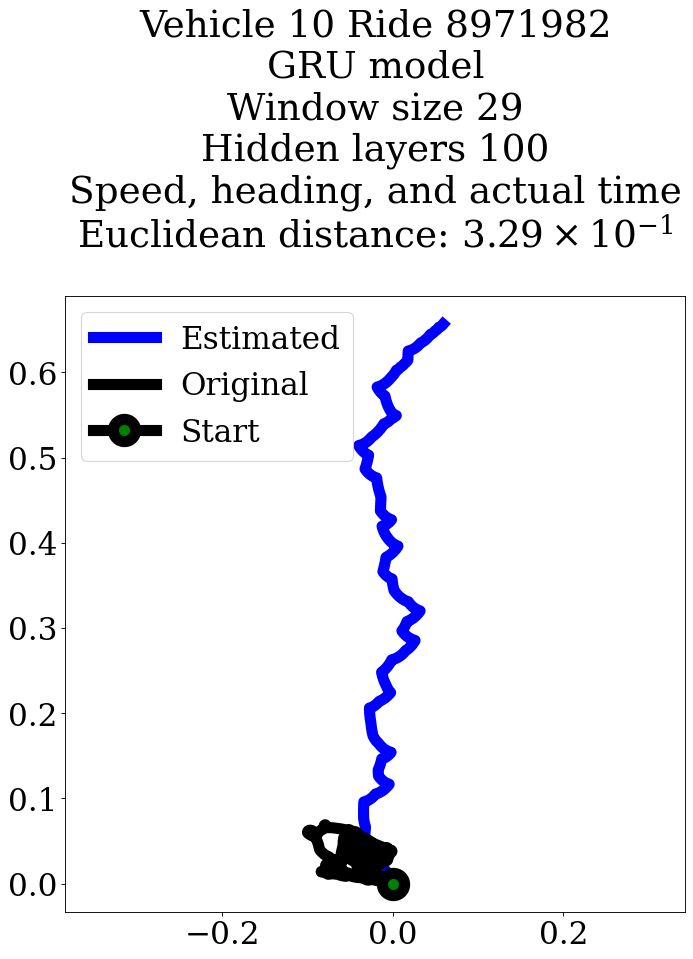 Vehicle 10 Ride 8971982
GRU model
Window size 29
Hidden layers 100
Speed, heading, and actual time
Euclidean distance: 3.29 × 10⁻¹
Estimated
Original
Start
0.6
0.5
0.4
0.3
0.2
0.1
0.0
−0.2 0.0 0.2